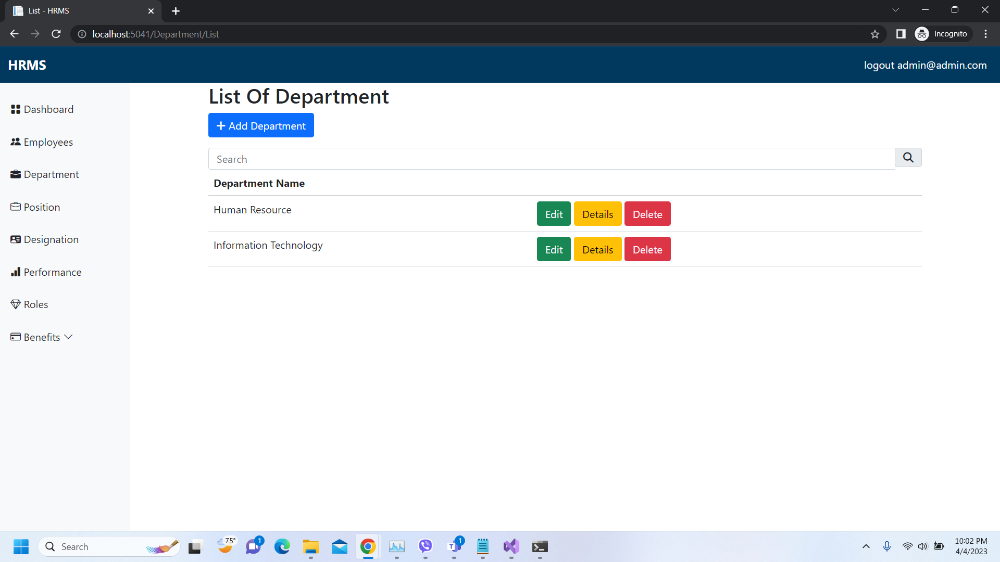 List - HRMS
localhost:5041/Department/List
Incognito
HRMS
logout admin@admin.com
Dashboard
Employees
Department
Position
Designation
Performance
Roles
Benefits
List Of Department
+ Add Department
Search
Department Name
Human Resource
Edit
Details
Delete
Information Technology
Edit
Details
Delete
Search
75°
1
1
10:02 PM
4/4/2023